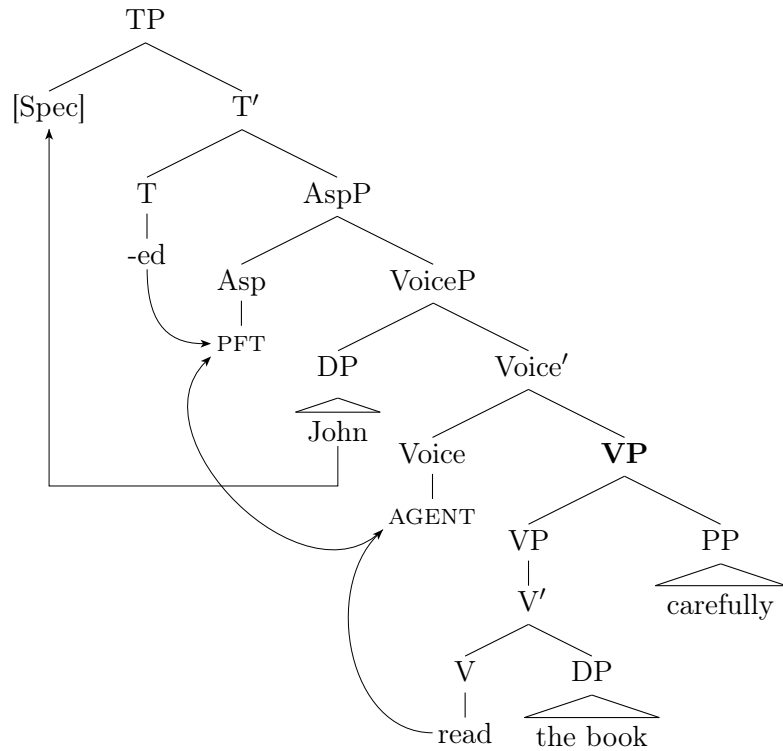 TP
[Spec] T′
T AspP
-ed Asp VoiceP
PFT DP Voice′
John Voice VP
AGENT VP PP
V′ carefully
V DP
read the book